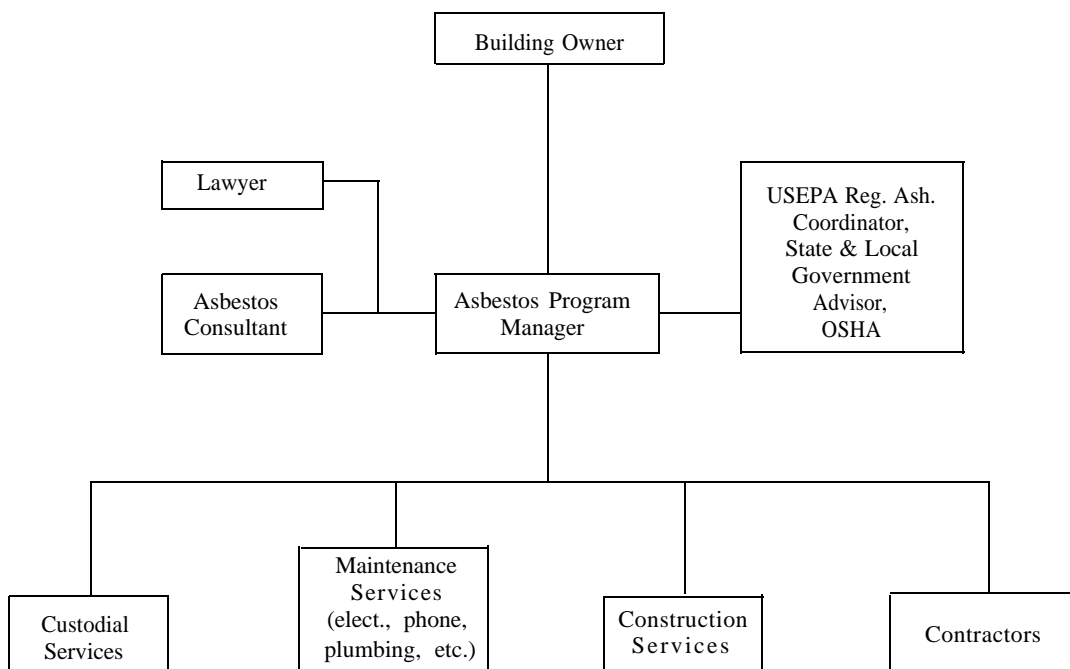 Building Owner
Lawyer
USEPA Reg. Ash.
Coordinator,
State & Local
Government
Advisor,
OSHA
Asbestos
Consultant
Asbestos Program
Manager
Custodial
Services
Maintenance
Services
(elect., phone,
plumbing, etc.)
Construction
Services
Contractors